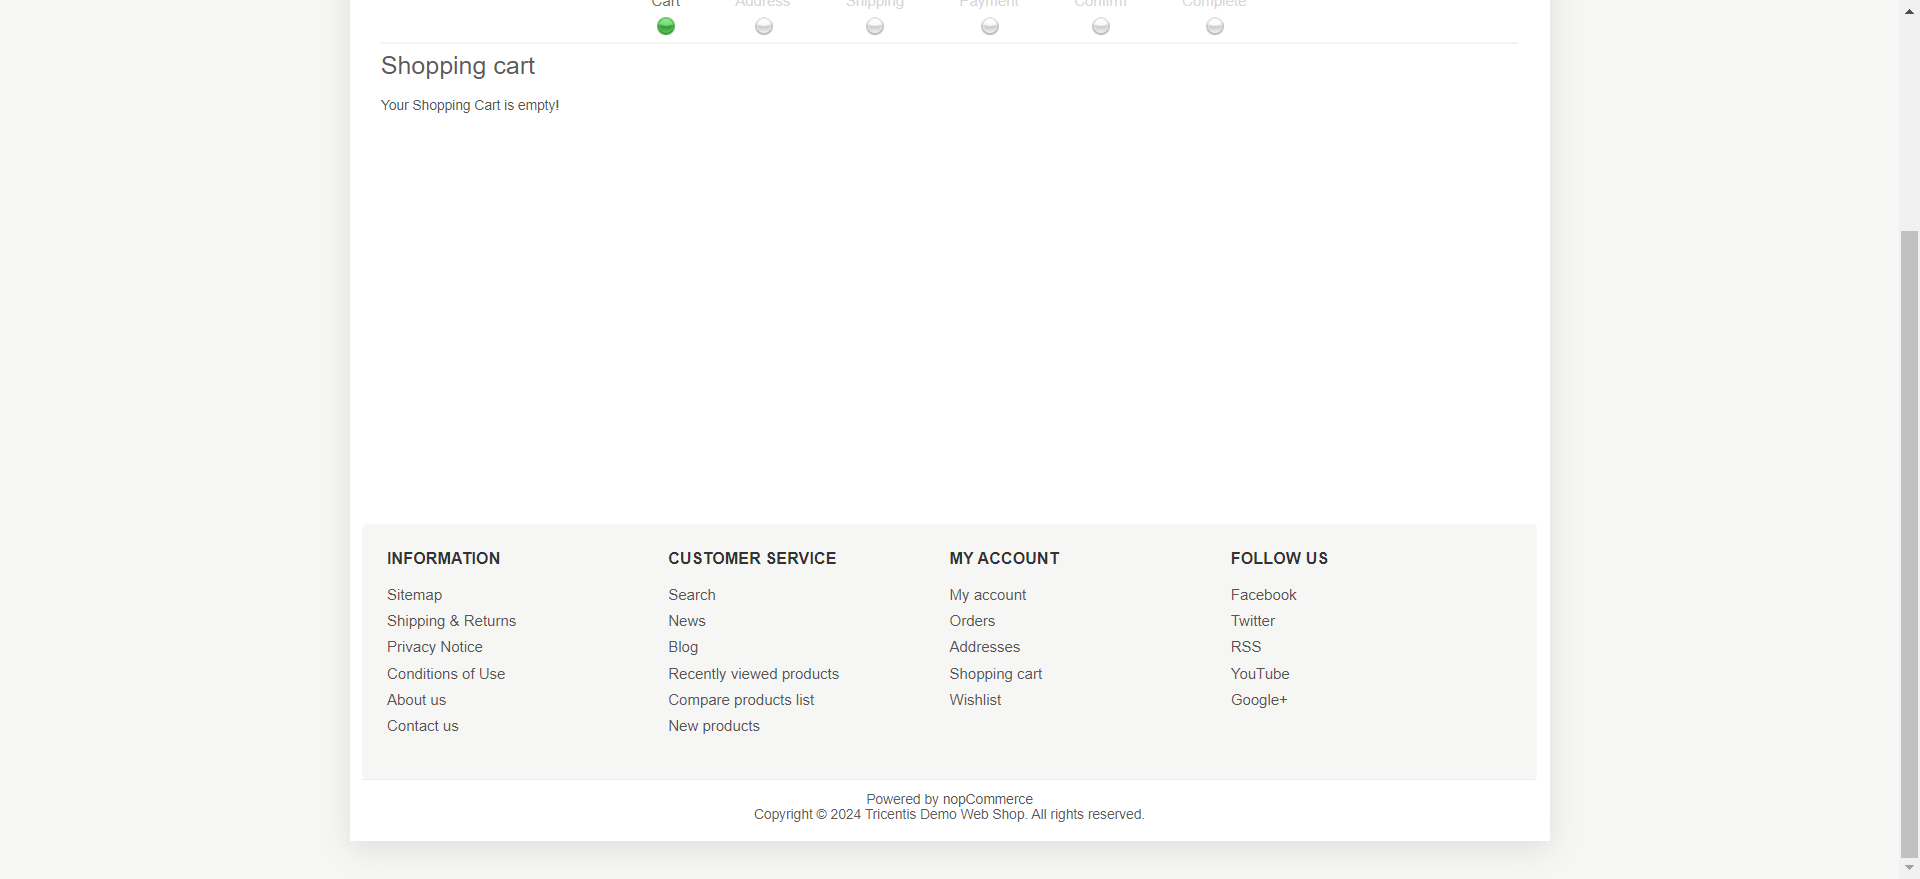 Cart Address Shipping Payment Confirm Complete
Shopping cart
Your Shopping Cart is empty!
INFORMATION
Sitemap
Shipping & Returns
Privacy Notice
Conditions of Use
About us
Contact us
CUSTOMER SERVICE
Search
News
Blog
Recently viewed products
Compare products list
New products
MY ACCOUNT
My account
Orders
Addresses
Shopping cart
Wishlist
FOLLOW US
Facebook
Twitter
RSS
YouTube
Google+
Powered by nopCommerce
Copyright © 2024 Tricentis Demo Web Shop. All rights reserved.